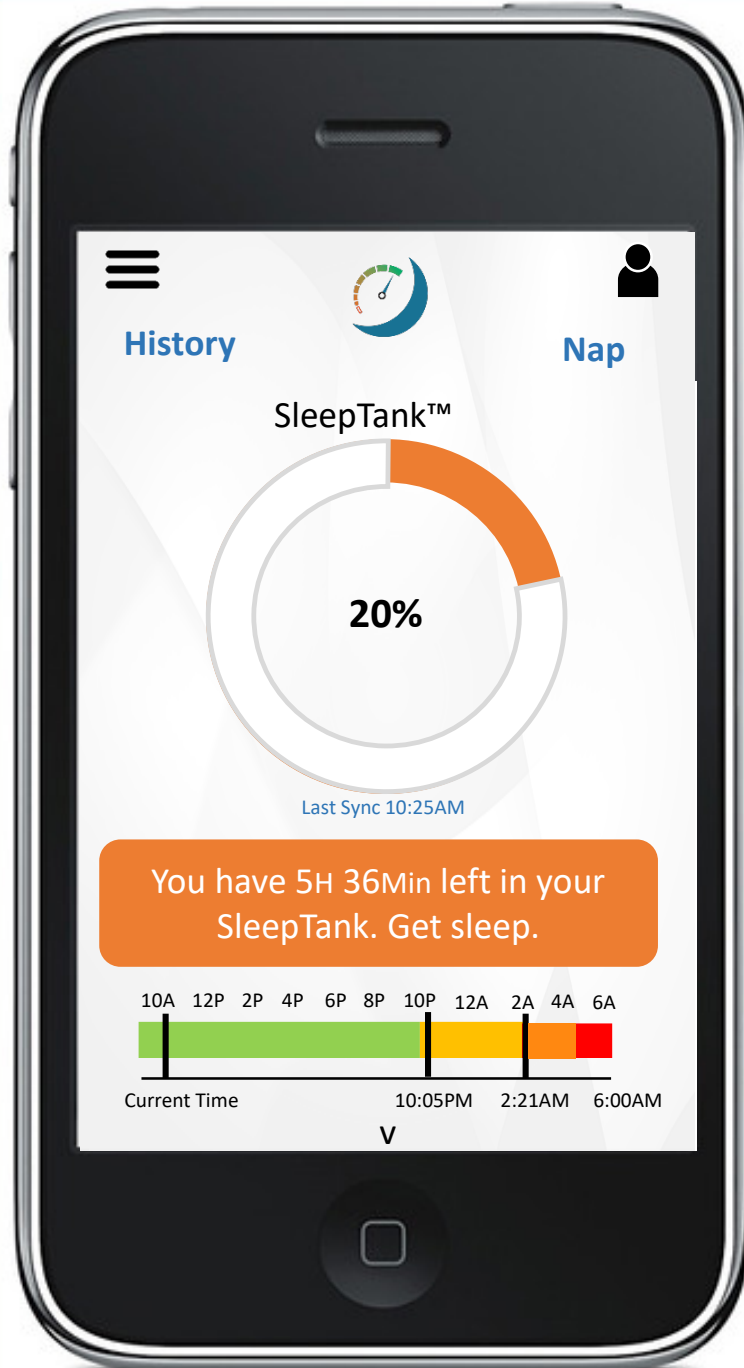 History
Nap
SleepTank™
20%
Last Sync 10:25AM
You have 5H 36Min left in your
SleepTank. Get sleep.
10A 12P 2P 4P 6P 8P 10P 12A 2A 4A 6A
Current Time 10:05PM 2:21AM 6:00AM
v